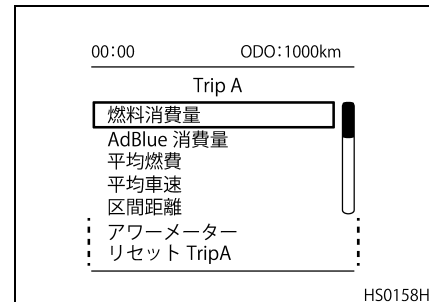 00:00 ODO:1000km
Trip A
燃料消費量
AdBlue 消費量
平均燃費
平均車速
区間距離
アワーメーター
リセット TripA
HS0158H